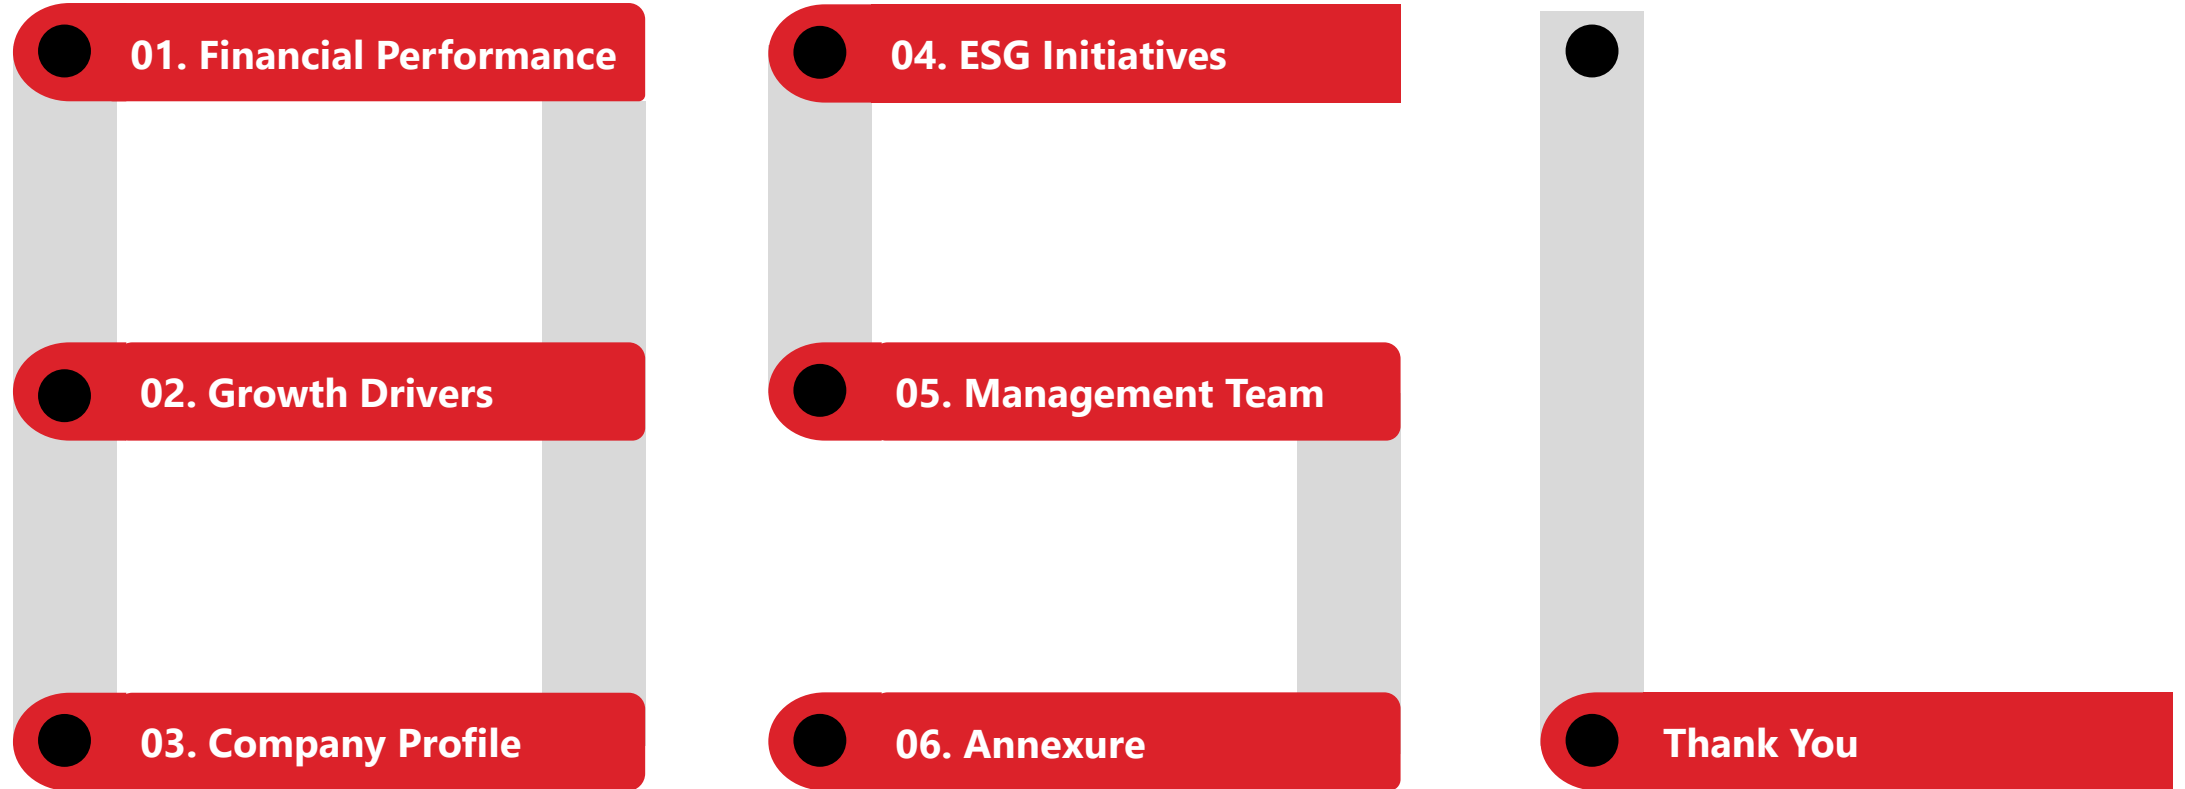 01. Financial Performance
02. Growth Drivers
03. Company Profile
04. ESG Initiatives
05. Management Team
06. Annexure
Thank You